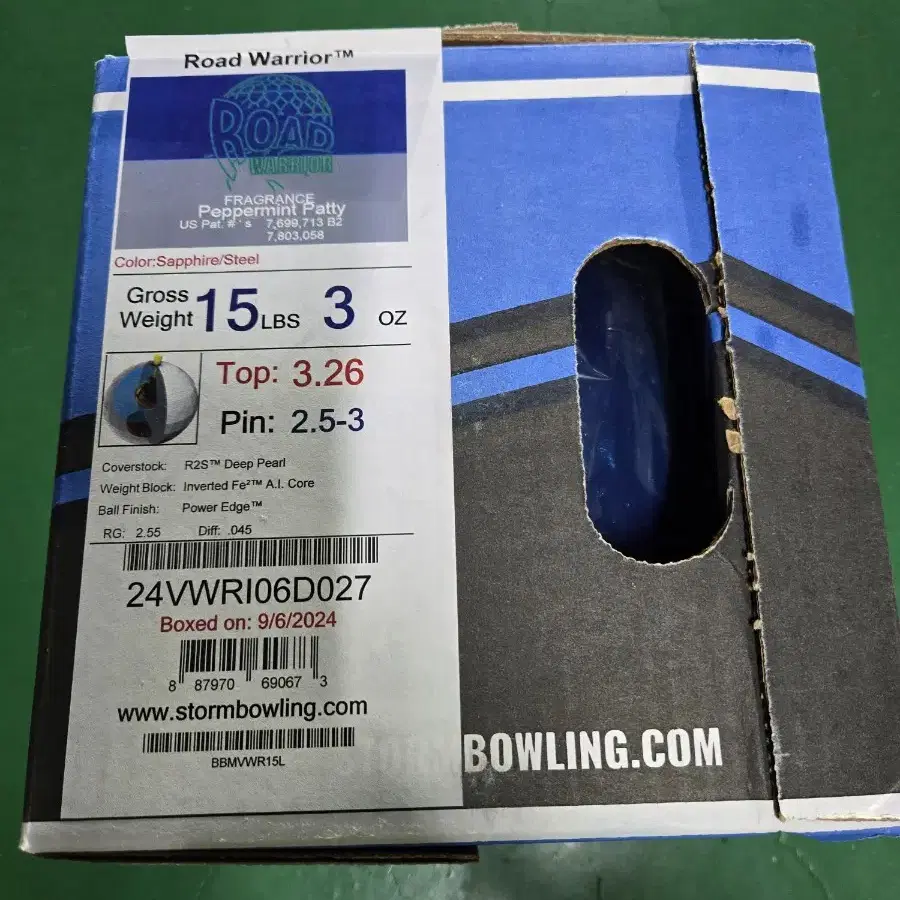 Road Warrior™
ROAD
WARRIOR
FRAGRANCE
Peppermint Patty
US Pat. #'s 7,699,713 B2
7,803,058
Color:Sapphire/Steel
Gross
Weight 15 LBS 3 OZ
Top: 3.26
Pin: 2.5-3
Coverstock: R2S™ Deep Pearl
Weight Block: Inverted Fe²™ A.I. Core
Ball Finish: Power Edge™
RG: 2.55 Diff: .045
24VWRI06D027
Boxed on: 9/6/2024
8 87970 69067 3
www.stormbowling.com
BBMVWR15L
BOWLING.COM